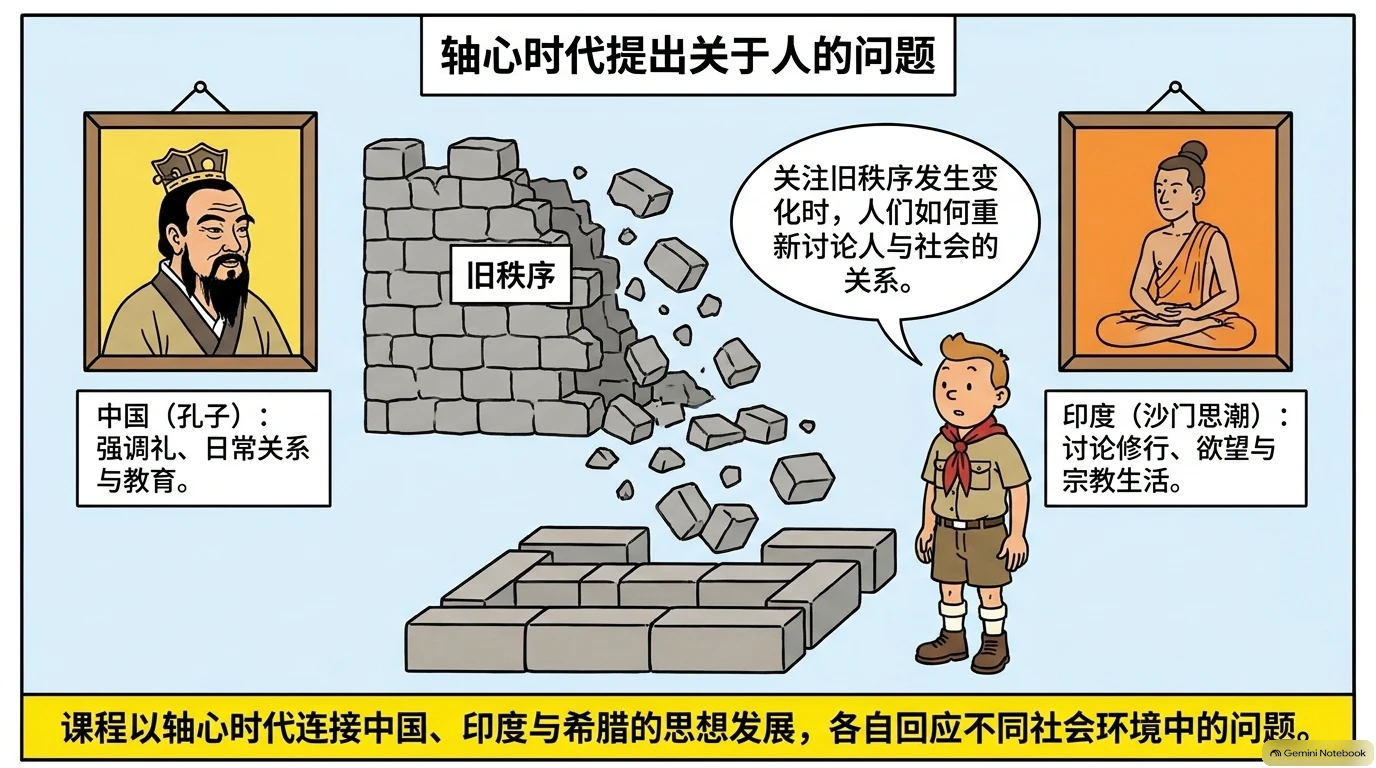 轴心时代提出关于人的问题
旧秩序
关注旧秩序发生变
化时，人们如何重
新讨论人与社会的
关系。
中国（孔子）：
强调礼、日常关系
与教育。
印度（沙门思潮）：
讨论修行、欲望与
宗教生活。
课程以轴心时代连接中国、印度与希腊的思想发展，各自回应不同社会环境中的问题。
Gemini Notebook